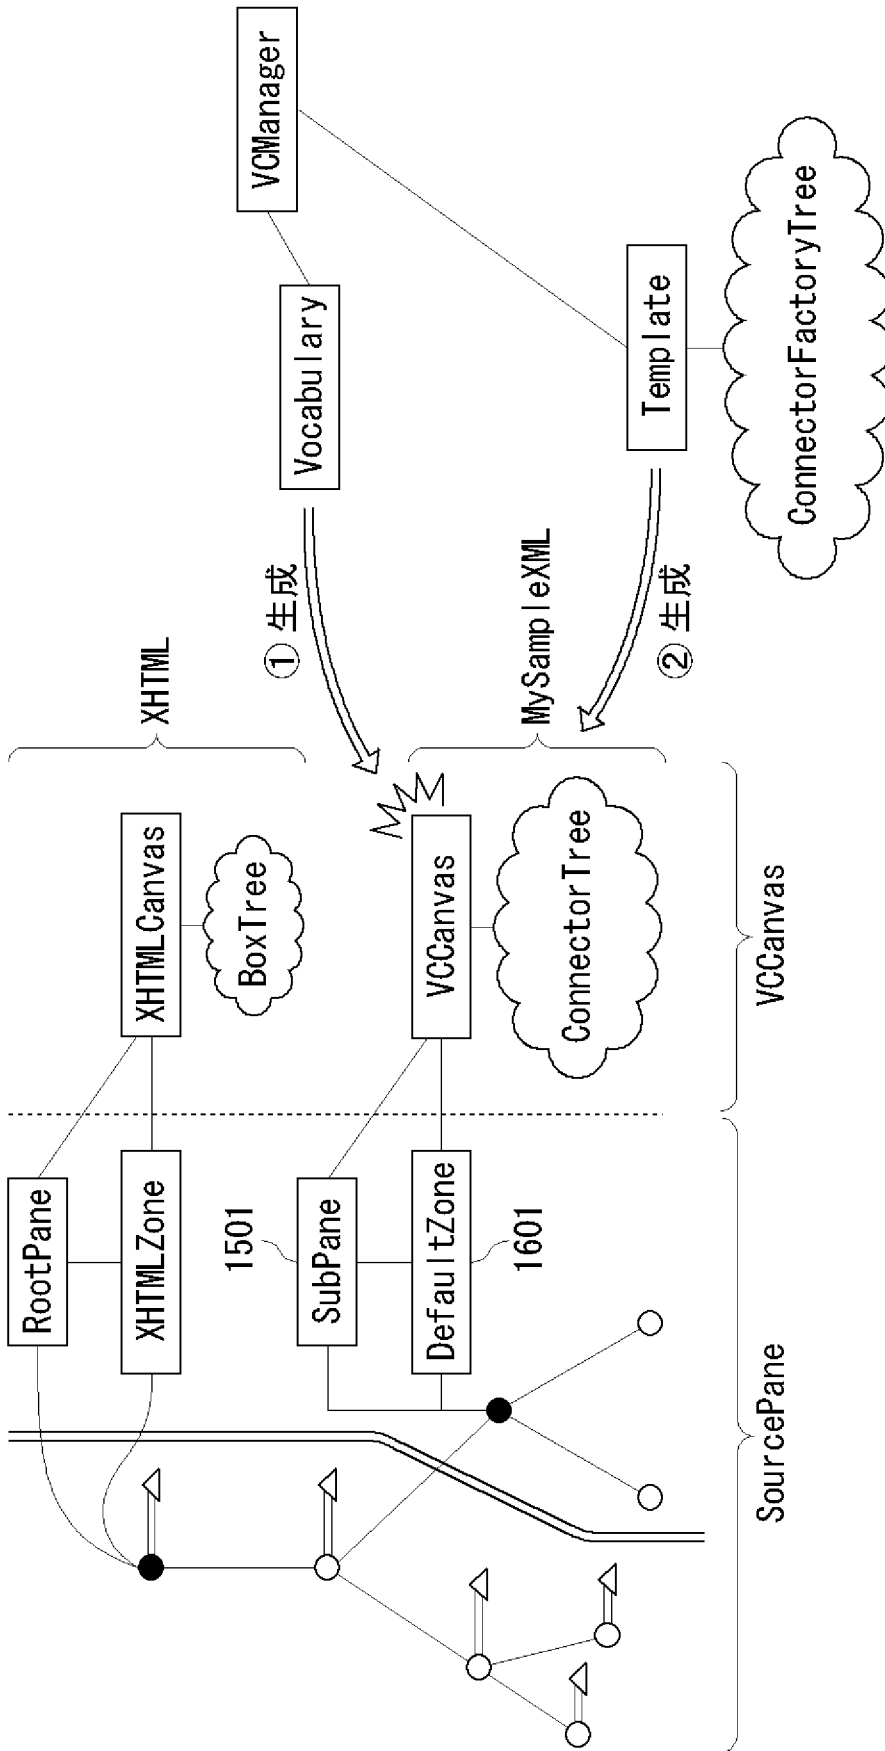 RootPane
XHTMLZone
XHTMLCanvas
BoxTree
XHTML
1501
SubPane
DefaultZone
1601
VCCanvas
ConnectorTree
MySampleXML
① 生成
② 生成
Vocabulary
VCManager
Template
ConnectorFactoryTree
SourcePane
VCCanvas